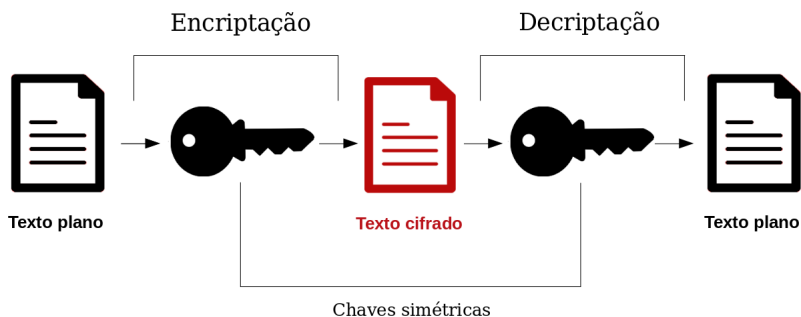 Encriptação
Decriptação
Texto plano
Texto cifrado
Texto plano
Chaves simétricas